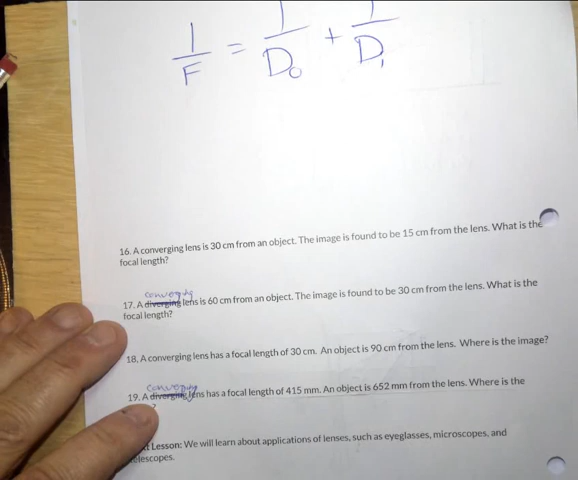 1/F = 1/D₀ + 1/D₁
16. A converging lens is 30 cm from an object. The image is found to be 15 cm from the lens. What is the
focal length?
converging
17. A diverging lens is 60 cm from an object. The image is found to be 30 cm from the lens. What is the
focal length?
18. A converging lens has a focal length of 30 cm. An object is 90 cm from the lens. Where is the image?
converging
19. A diverging lens has a focal length of 415 mm. An object is 652 mm from the lens. Where is the
?
Lesson: We will learn about applications of lenses, such as eyeglasses, microscopes, and
lescopes.